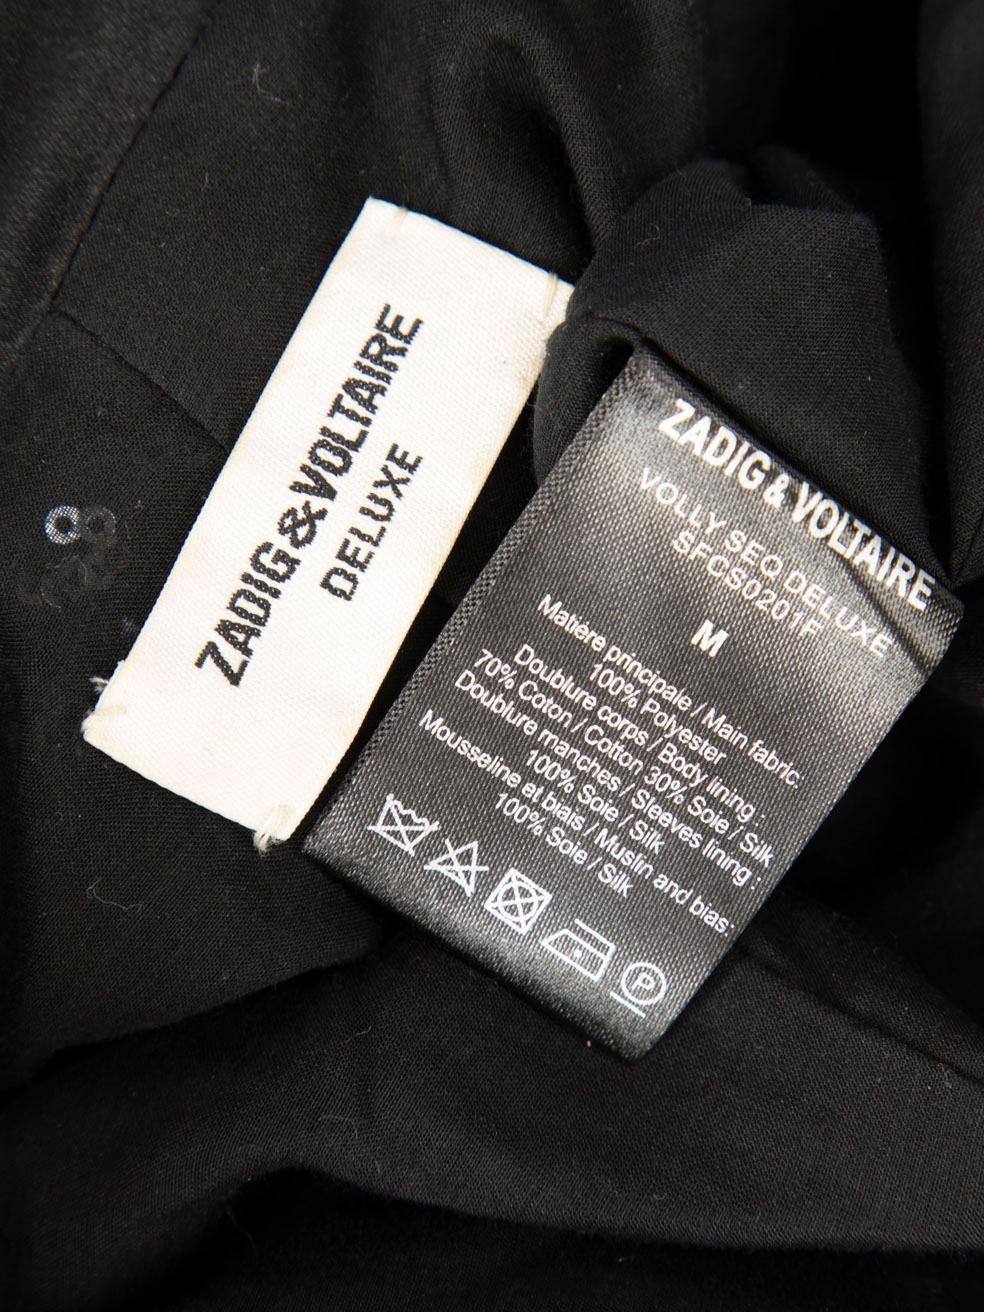 ZADIG&VOLTAIRE
DELUXE
ZADIG&VOLTAIRE
VOLLY SEQ DELUXE
SFCS0201F
M
Matière principale / Main fabric:
100% Polyester
Doublure corps / Body lining :
70% Coton / Cotton 30% Soie / Silk
Doublure manches / Sleeves lining :
100% Soie / Silk
Mousseline et biais / Muslin and bias:
100% Soie / Silk
P